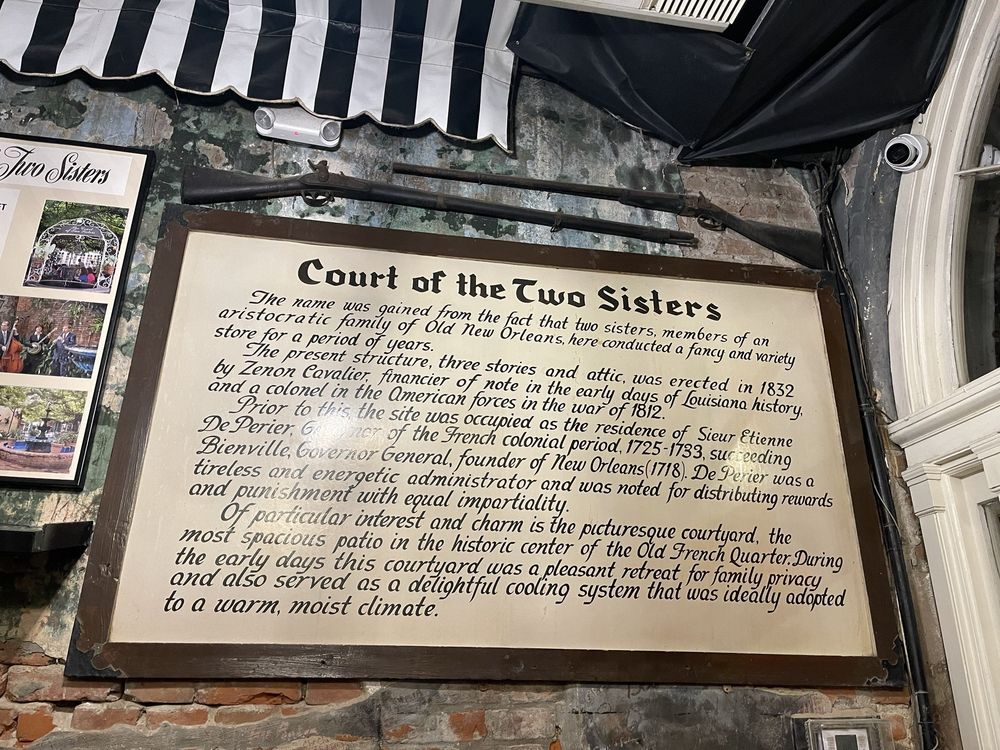 Two Sisters
Court of the Two Sisters
The name was gained from the fact that two sisters, members of an
aristocratic family of Old New Orleans, here conducted a fancy and variety
store for a period of years.
The present structure, three stories and attic, was erected in 1832
by Zenon Cavalier, financier of note in the early days of Louisiana history,
and a colonel in the American forces in the war of 1812.
Prior to this the site was occupied as the residence of Sieur Etienne
De Perier, Governor of the French colonial period, 1725-1733, succeeding
Bienville, Governor General, founder of New Orleans (1718). De Perier was a
tireless and energetic administrator and was noted for distributing rewards
and punishment with equal impartiality.
Of particular interest and charm is the picturesque courtyard, the
most spacious patio in the historic center of the Old French Quarter. During
the early days this courtyard was a pleasant retreat for family privacy
and also served as a delightful cooling system that was ideally adopted
to a warm, moist climate.